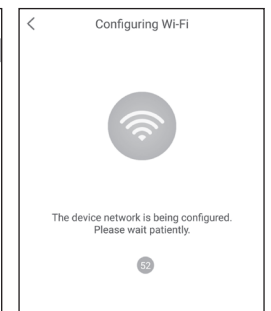 Configuring Wi-Fi
The device network is being configured.
Please wait patiently.
52